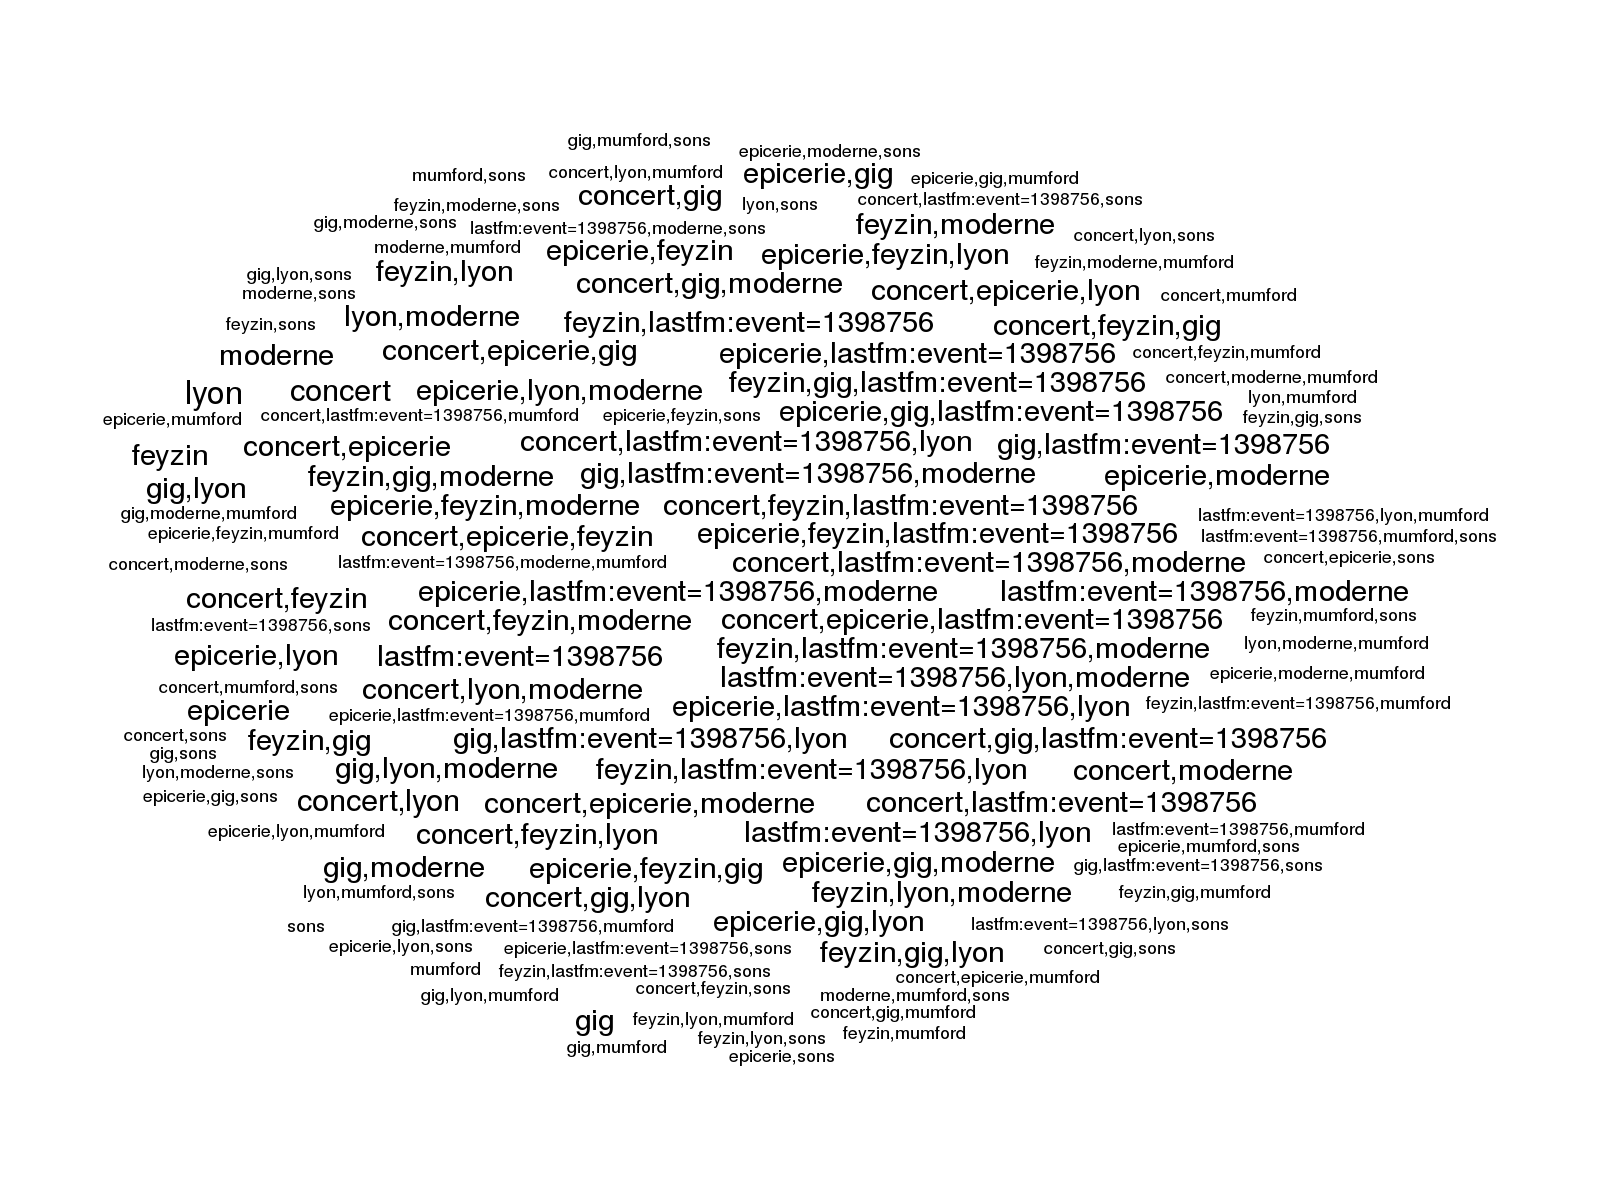 gig,mumford,sons
epicerie,moderne,sons
mumford,sons
concert,lyon,mumford
epicerie,gig
epicerie,gig,mumford
feyzin,moderne,sons
concert,gig
lyon,sons
concert,lastfm:event=1398756,sons
gig,moderne,sons
lastfm:event=1398756,moderne,sons
feyzin,moderne
concert,lyon,sons
moderne,mumford
epicerie,feyzin
epicerie,feyzin,lyon
feyzin,moderne,mumford
gig,lyon,sons
feyzin,lyon
concert,gig,moderne
concert,epicerie,lyon
concert,mumford
moderne,sons
feyzin,sons
lyon,moderne
feyzin,lastfm:event=1398756
concert,feyzin,gig
moderne
concert,epicerie,gig
epicerie,lastfm:event=1398756
concert,feyzin,mumford
lyon
concert
epicerie,lyon,moderne
feyzin,gig,lastfm:event=1398756
concert,moderne,mumford
lyon,mumford
epicerie,mumford
concert,lastfm:event=1398756,mumford
epicerie,feyzin,sons
epicerie,gig,lastfm:event=1398756
feyzin,gig,sons
feyzin
concert,epicerie
concert,lastfm:event=1398756,lyon
gig,lastfm:event=1398756
feyzin,gig,moderne
gig,lastfm:event=1398756,moderne
epicerie,moderne
gig,lyon
epicerie,feyzin,moderne
concert,feyzin,lastfm:event=1398756
gig,moderne,mumford
lastfm:event=1398756,lyon,mumford
epicerie,feyzin,mumford
concert,epicerie,feyzin
epicerie,feyzin,lastfm:event=1398756
lastfm:event=1398756,mumford,sons
concert,moderne,sons
lastfm:event=1398756,moderne,mumford
concert,lastfm:event=1398756,moderne
concert,epicerie,sons
concert,feyzin
epicerie,lastfm:event=1398756,moderne
lastfm:event=1398756,moderne
lastfm:event=1398756,sons
concert,feyzin,moderne
concert,epicerie,lastfm:event=1398756
feyzin,mumford,sons
epicerie,lyon
lastfm:event=1398756
feyzin,lastfm:event=1398756,moderne
lyon,moderne,mumford
concert,mumford,sons
concert,lyon,moderne
lastfm:event=1398756,lyon,moderne
epicerie,moderne,mumford
epicerie
epicerie,lastfm:event=1398756,mumford
epicerie,lastfm:event=1398756,lyon
feyzin,lastfm:event=1398756,mumford
concert,sons
gig,sons
feyzin,gig
gig,lastfm:event=1398756,lyon
concert,gig,lastfm:event=1398756
lyon,moderne,sons
gig,lyon,moderne
feyzin,lastfm:event=1398756,lyon
concert,moderne
epicerie,gig,sons
concert,lyon
concert,epicerie,moderne
concert,lastfm:event=1398756
epicerie,lyon,mumford
concert,feyzin,lyon
lastfm:event=1398756,lyon
lastfm:event=1398756,mumford
epicerie,mumford,sons
gig,moderne
epicerie,feyzin,gig
epicerie,gig,moderne
gig,lastfm:event=1398756,sons
lyon,mumford,sons
concert,gig,lyon
feyzin,lyon,moderne
feyzin,gig,mumford
sons
gig,lastfm:event=1398756,mumford
epicerie,gig,lyon
lastfm:event=1398756,lyon,sons
epicerie,lyon,sons
epicerie,lastfm:event=1398756,sons
feyzin,gig,lyon
concert,gig,sons
mumford
feyzin,lastfm:event=1398756,sons
concert,epicerie,mumford
gig,lyon,mumford
concert,feyzin,sons
moderne,mumford,sons
gig
feyzin,lyon,mumford
concert,gig,mumford
gig,mumford
feyzin,lyon,sons
feyzin,mumford
epicerie,sons